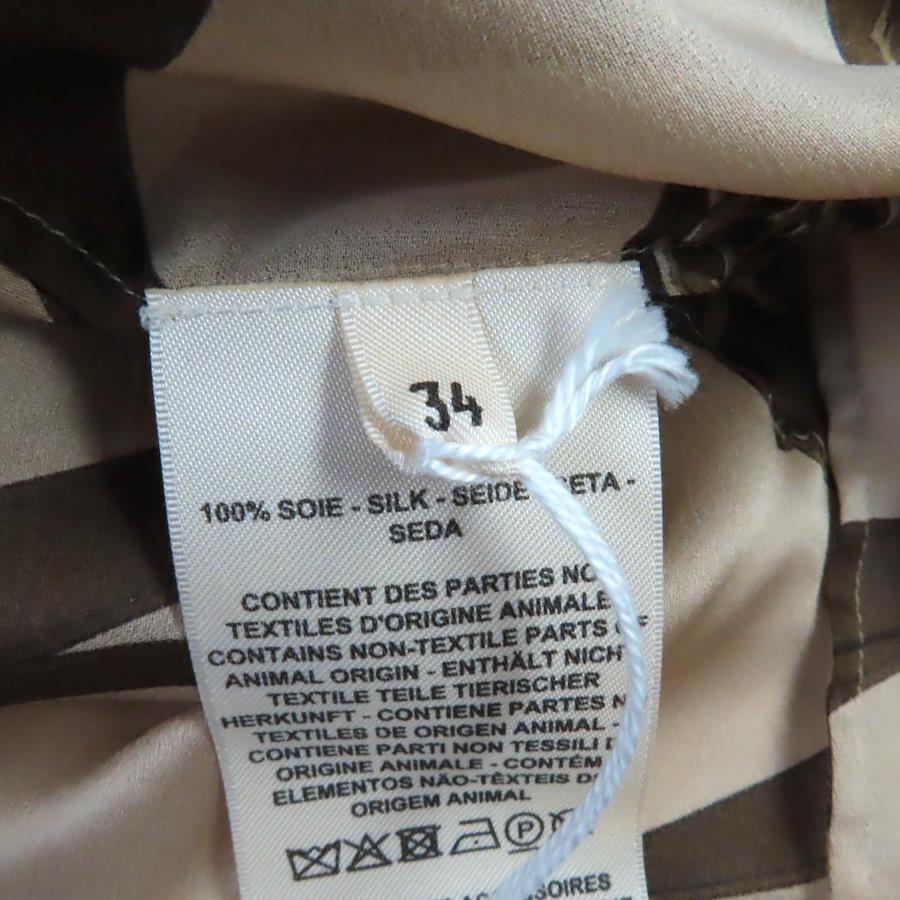 34
100% SOIE - SILK - SEIDE - SETA -
SEDA
CONTIENT DES PARTIES
TEXTILES D'ORIGINE ANIMALE
CONTAINS NON-TEXTILE PARTS
ANIMAL ORIGIN - ENTHÄLT
TEXTILE TEILE TIERISCHER
HERKUNFT - CONTIENE PARTES
TEXTILES DE ORIGEN ANIMAL -
CONTIENE PARTI NON TESSILI
ORIGINE ANIMALE - CONTÉM
ELEMENTOS NÃO-TÊXTEIS
ORIGEM ANIMAL
P